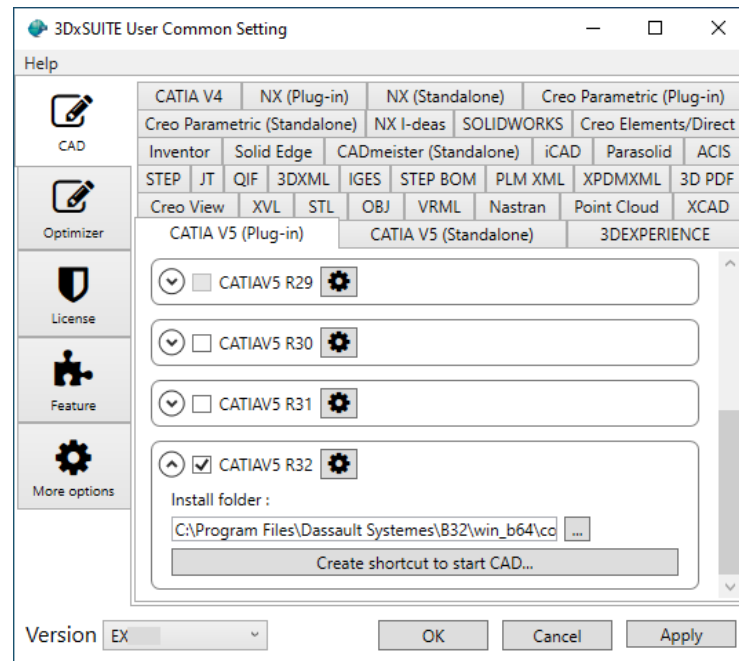 3DxSUITE User Common Setting
Help
CAD
Optimizer
License
Feature
More options
CATIA V4 NX (Plug-in) NX (Standalone) Creo Parametric (Plug-in)
Creo Parametric (Standalone) NX I-deas SOLIDWORKS Creo Elements/Direct
Inventor Solid Edge CADmeister (Standalone) iCAD Parasolid ACIS
STEP JT QIF 3DXML IGES STEP BOM PLM XML XPDMXML 3D PDF
Creo View XVL STL OBJ VRML Nastran Point Cloud XCAD
CATIA V5 (Plug-in) CATIA V5 (Standalone) 3DEXPERIENCE
CATIAV5 R29
CATIAV5 R30
CATIAV5 R31
CATIAV5 R32
Install folder :
C:\Program Files\Dassault Systemes\B32\win_b64\co ...
Create shortcut to start CAD...
Version EX OK Cancel Apply